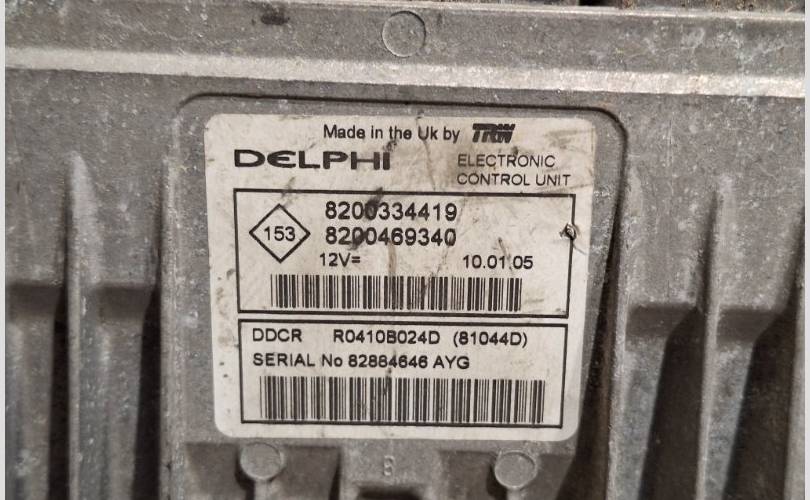 Made in the Uk by TRW
DELPHI
ELECTRONIC
CONTROL UNIT
8200334419
153
8200469340
12V=
10.01.05
DDCR R0410B024D (81044D)
SERIAL No 82884646 AYG
8